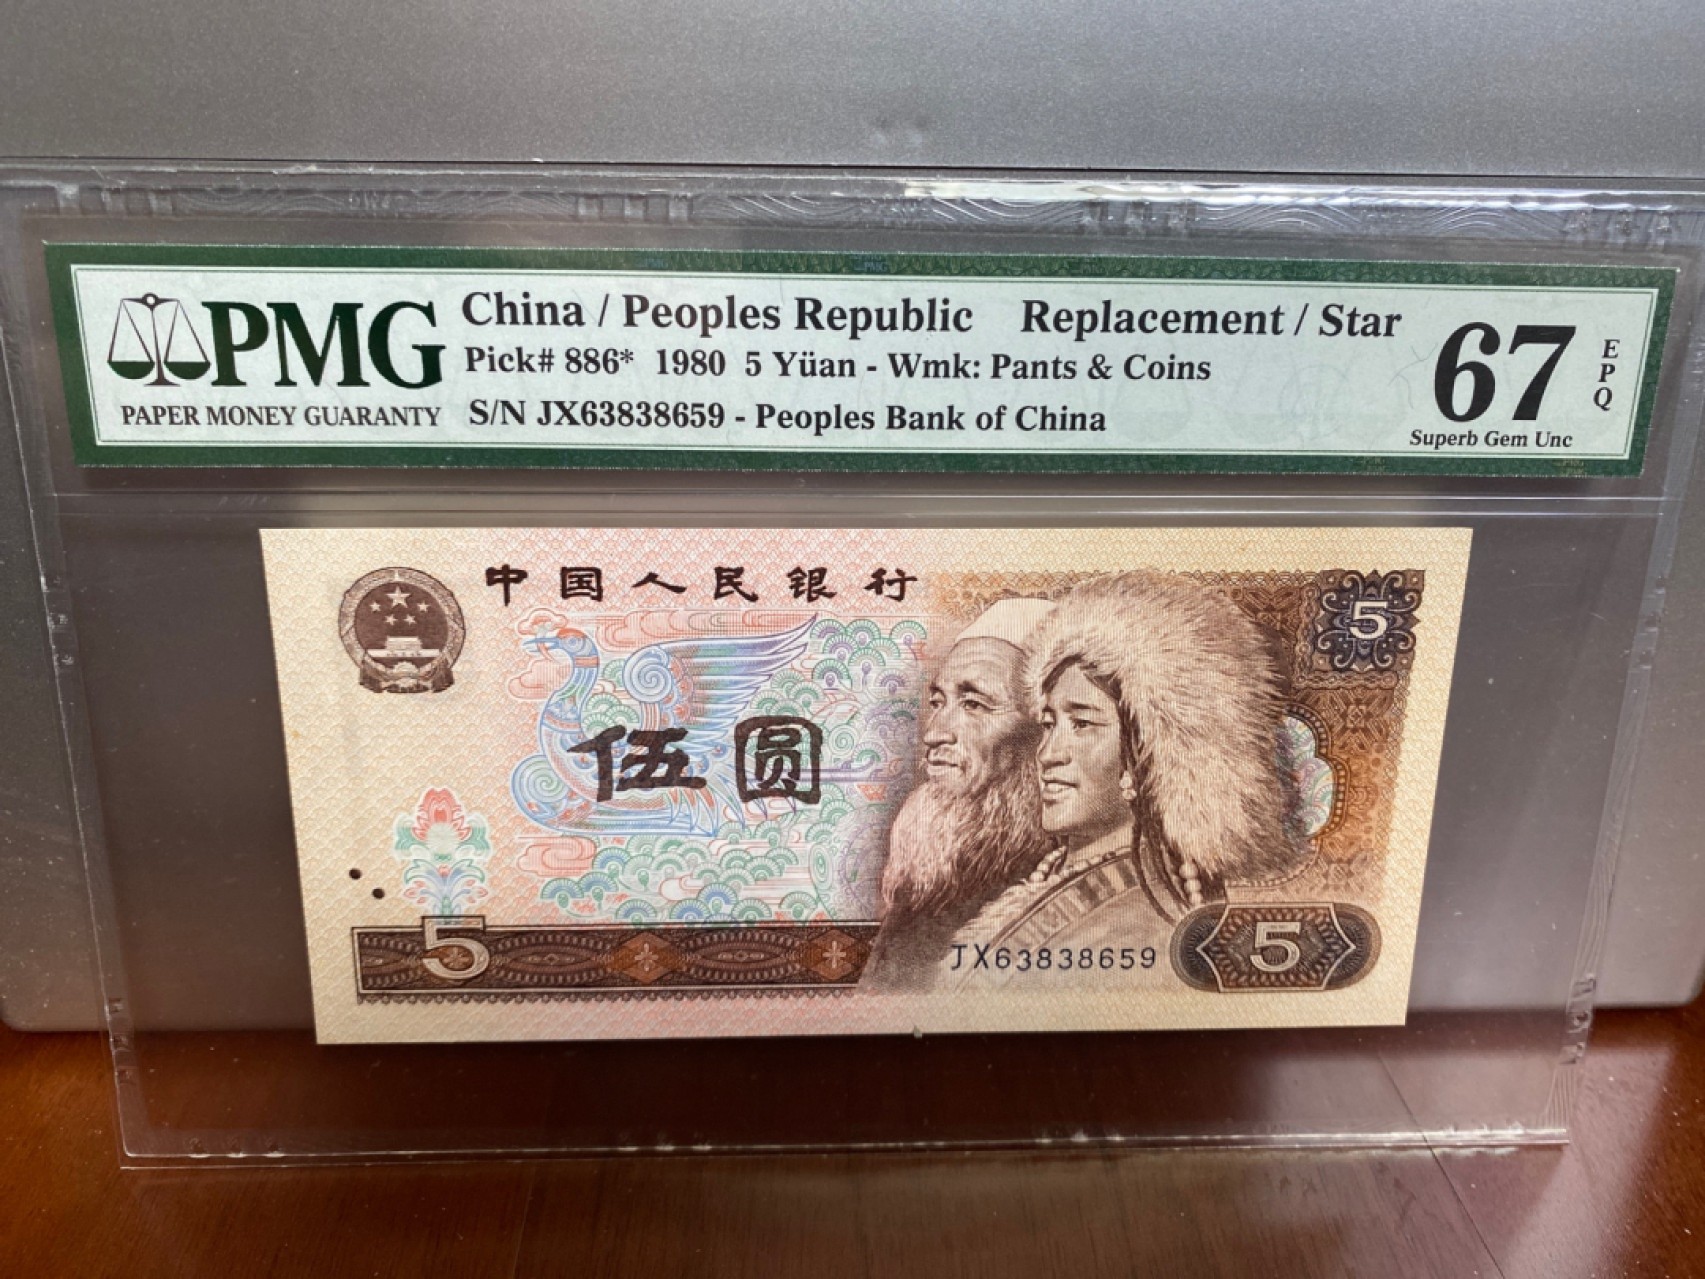 PMG
PAPER MONEY GUARANTY
China / Peoples Republic Replacement / Star
Pick# 886* 1980 5 Yüan - Wmk: Pants & Coins
S/N JX63838659 - Peoples Bank of China
67
EPQ
Superb Gem Unc
中国人民银行
5
伍圆
5
JX63838659
5